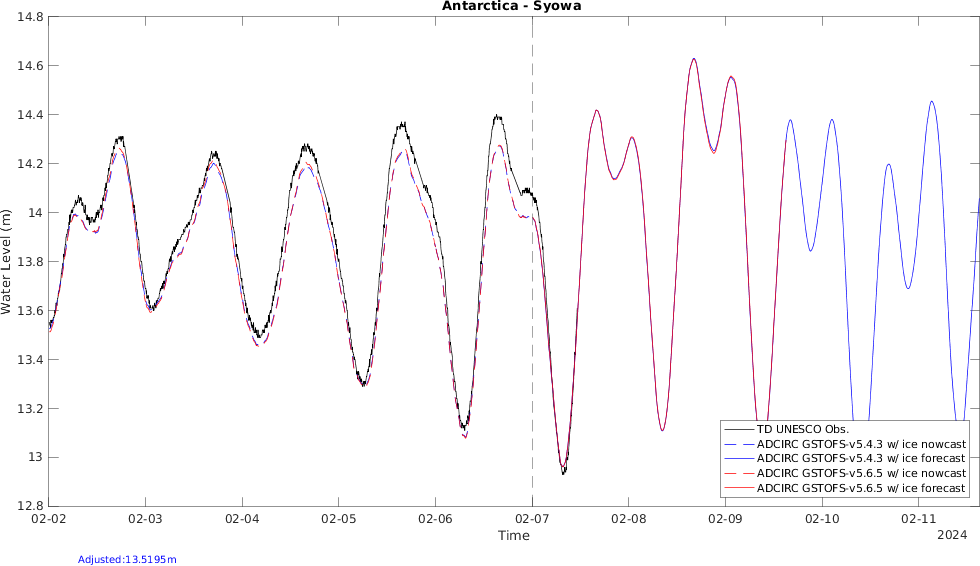 Antarctica - Syowa
Water Level (m)
14.8
14.6
14.4
14.2
14
13.8
13.6
13.4
13.2
13
12.8
02-02
02-03
02-04
02-05
02-06
02-07
02-08
02-09
02-10
02-11
Time
2024
TD UNESCO Obs.
ADCIRC GSTOFS-v5.4.3 w/ ice nowcast
ADCIRC GSTOFS-v5.4.3 w/ ice forecast
ADCIRC GSTOFS-v5.6.5 w/ ice nowcast
ADCIRC GSTOFS-v5.6.5 w/ ice forecast
Adjusted:13.5195m